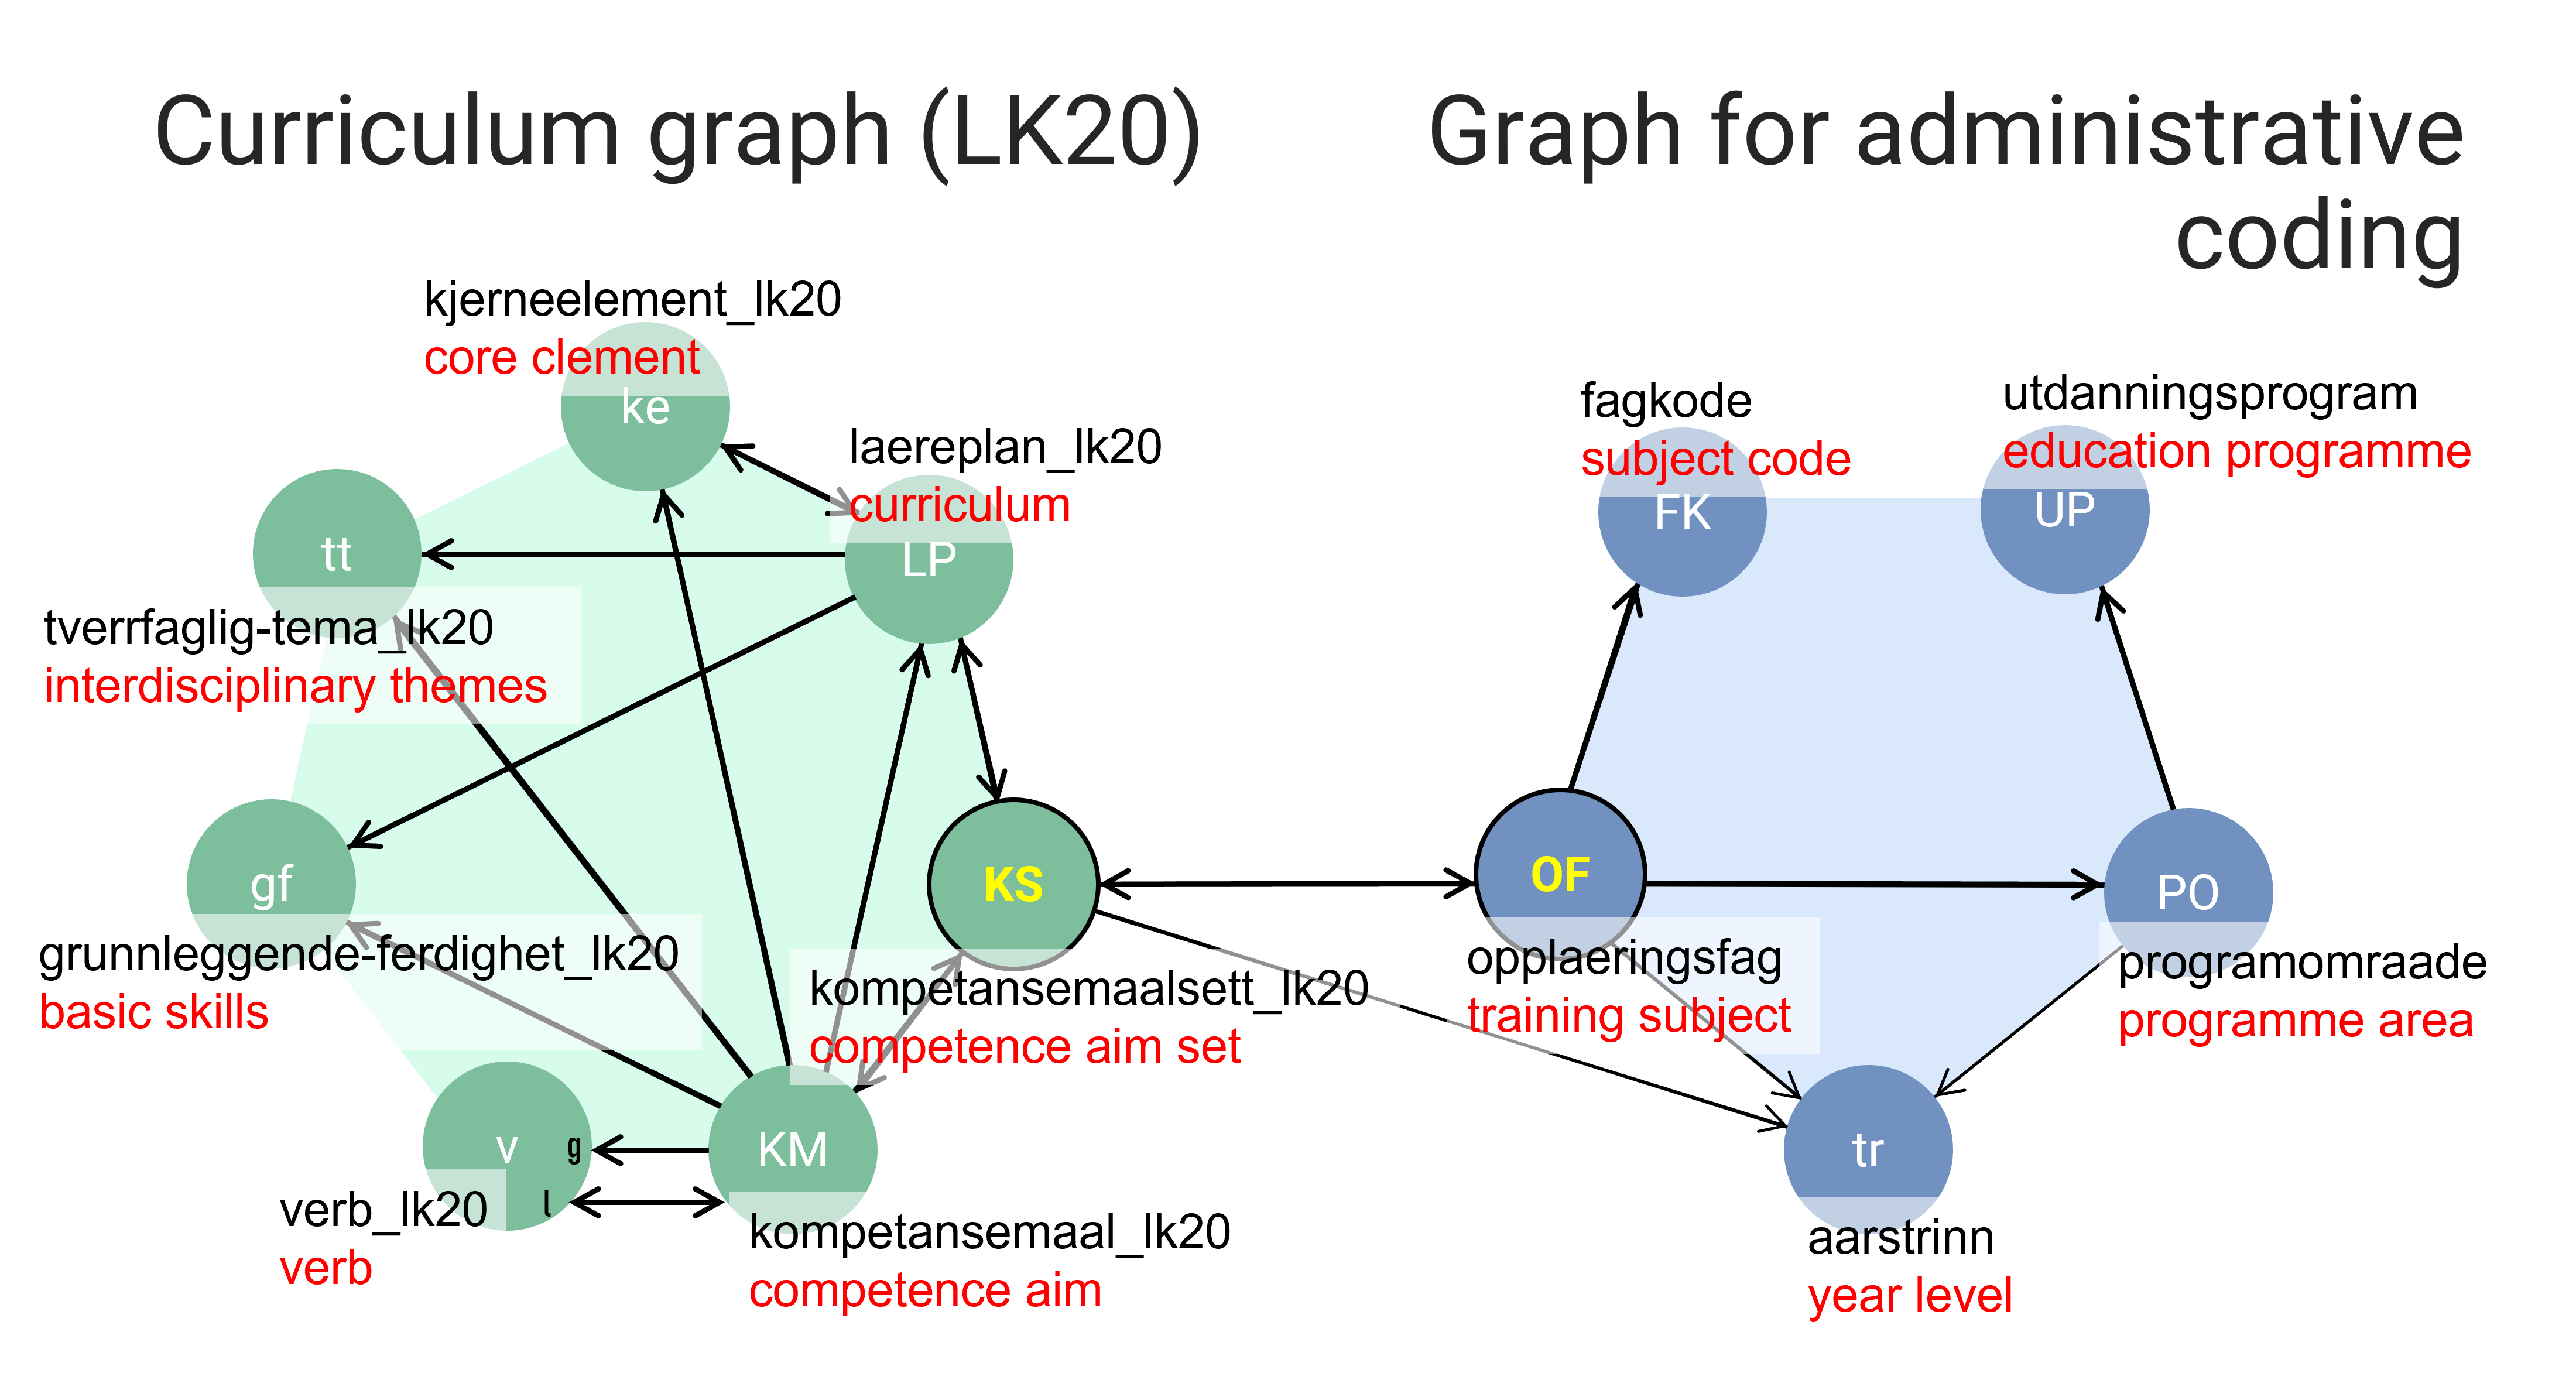 Curriculum graph (LK20)
Graph for administrative
coding
kjerneelement_lk20
core clement
ke
laereplan_lk20
curriculum
LP
tt
tverrfaglig-tema_lk20
interdisciplinary themes
gf
grunnleggende-ferdighet_lk20
basic skills
KS
kompetansemaalsett_lk20
competence aim set
v
g
l
verb_lk20
verb
KM
kompetansemaal_lk20
competence aim
fagkode
subject code
FK
utdanningsprogram
education programme
UP
OF
opplaeringsfag
training subject
PO
programomraade
programme area
tr
aarstrinn
year level